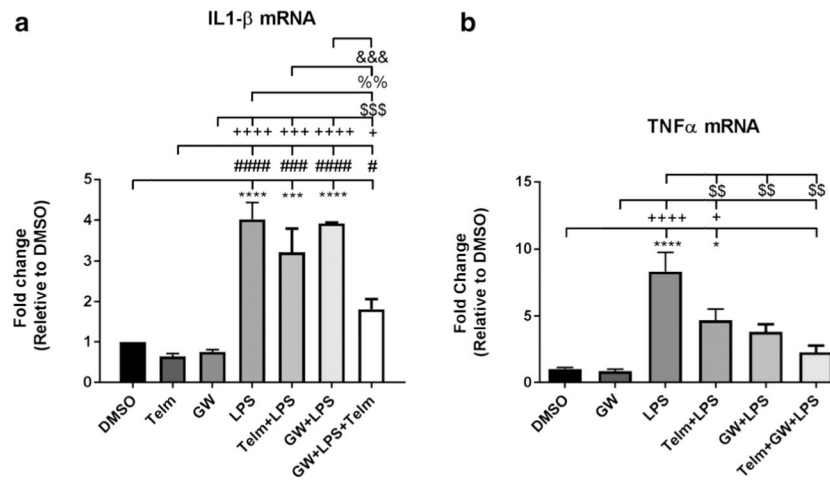 a
IL1-β mRNA
&&&
%%
$$$
++++ +++ ++++ +
#### ### #### #
**** *** ****
5
4
3
2
1
0
Fold change
(Reletive to DMSO)
DMSO
Telm
GW
LPS
Telm+LPS
GW+LPS
GW+LPS+Telm
b
TNFα mRNA
$$ $$ $$
++++ +
**** *
15
10
5
0
Fold Change
(Relative to DMSO)
DMSO
GW
LPS
Telm+LPS
GW+LPS
Telm+GW+LPS